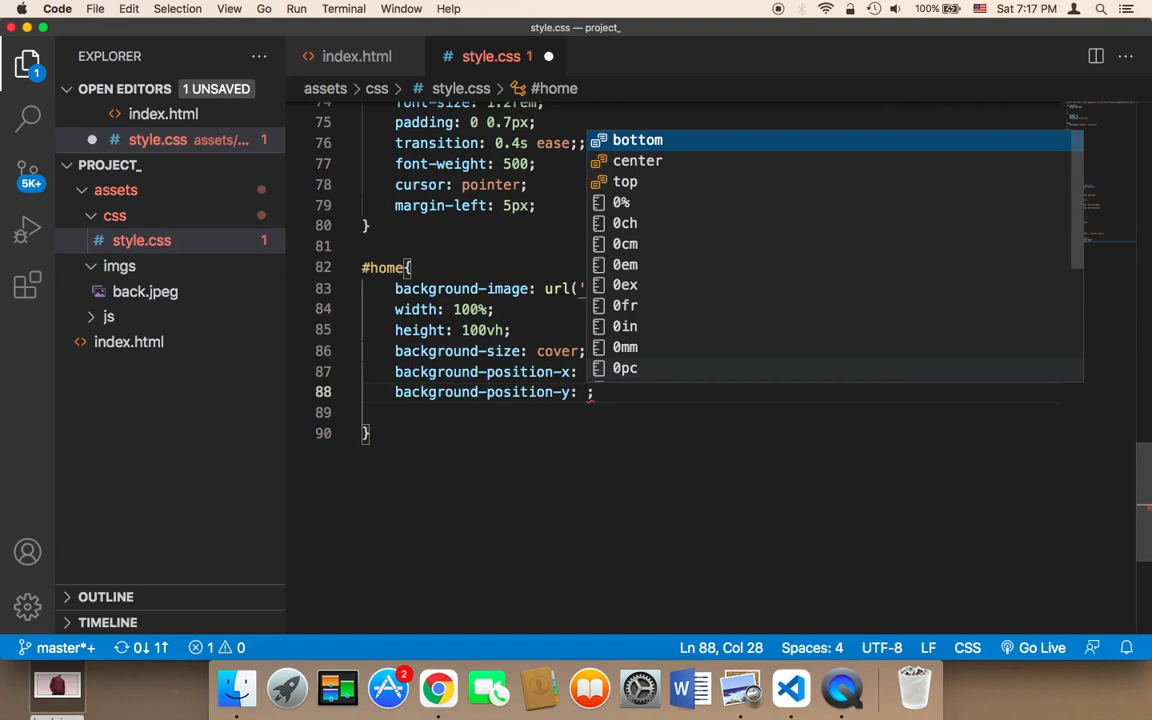 Code File Edit Selection View Go Run Terminal Window Help 100% Sat 7:17 PM
style.css — project_
EXPLORER
index.html
# style.css 1
1
OPEN EDITORS 1 UNSAVED
assets > css > # style.css > #home
index.html
# style.css assets/... 1
PROJECT_
assets
css
# style.css 1
imgs
back.jpeg
js
index.html
5K+
74 font-size: 1.2rem;
75 padding: 0 0.7px;
76 transition: 0.4s ease;;
77 font-weight: 500;
78 cursor: pointer;
79 margin-left: 5px;
80 }
81
82 #home{
83 background-image: url('
84 width: 100%;
85 height: 100vh;
86 background-size: cover;
87 background-position-x:
88 background-position-y: ;
89
90 }
bottom
center
top
0%
0ch
0cm
0em
0ex
0fr
0in
0mm
0pc
OUTLINE
TIMELINE
master*+ 0↓ 1↑ 1 0 Ln 88, Col 28 Spaces: 4 UTF-8 LF CSS Go Live
2